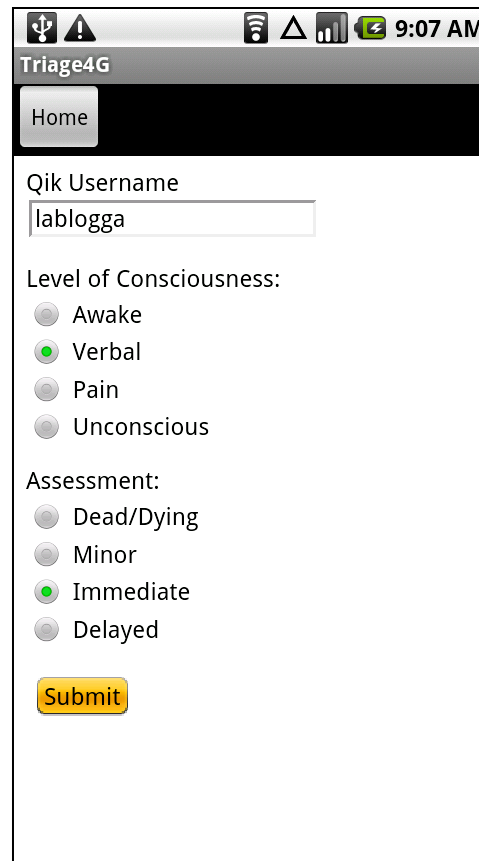 9:07 AM
Triage4G
Home
Qik Username
lablogga
Level of Consciousness:
Awake
Verbal
Pain
Unconscious
Assessment:
Dead/Dying
Minor
Immediate
Delayed
Submit